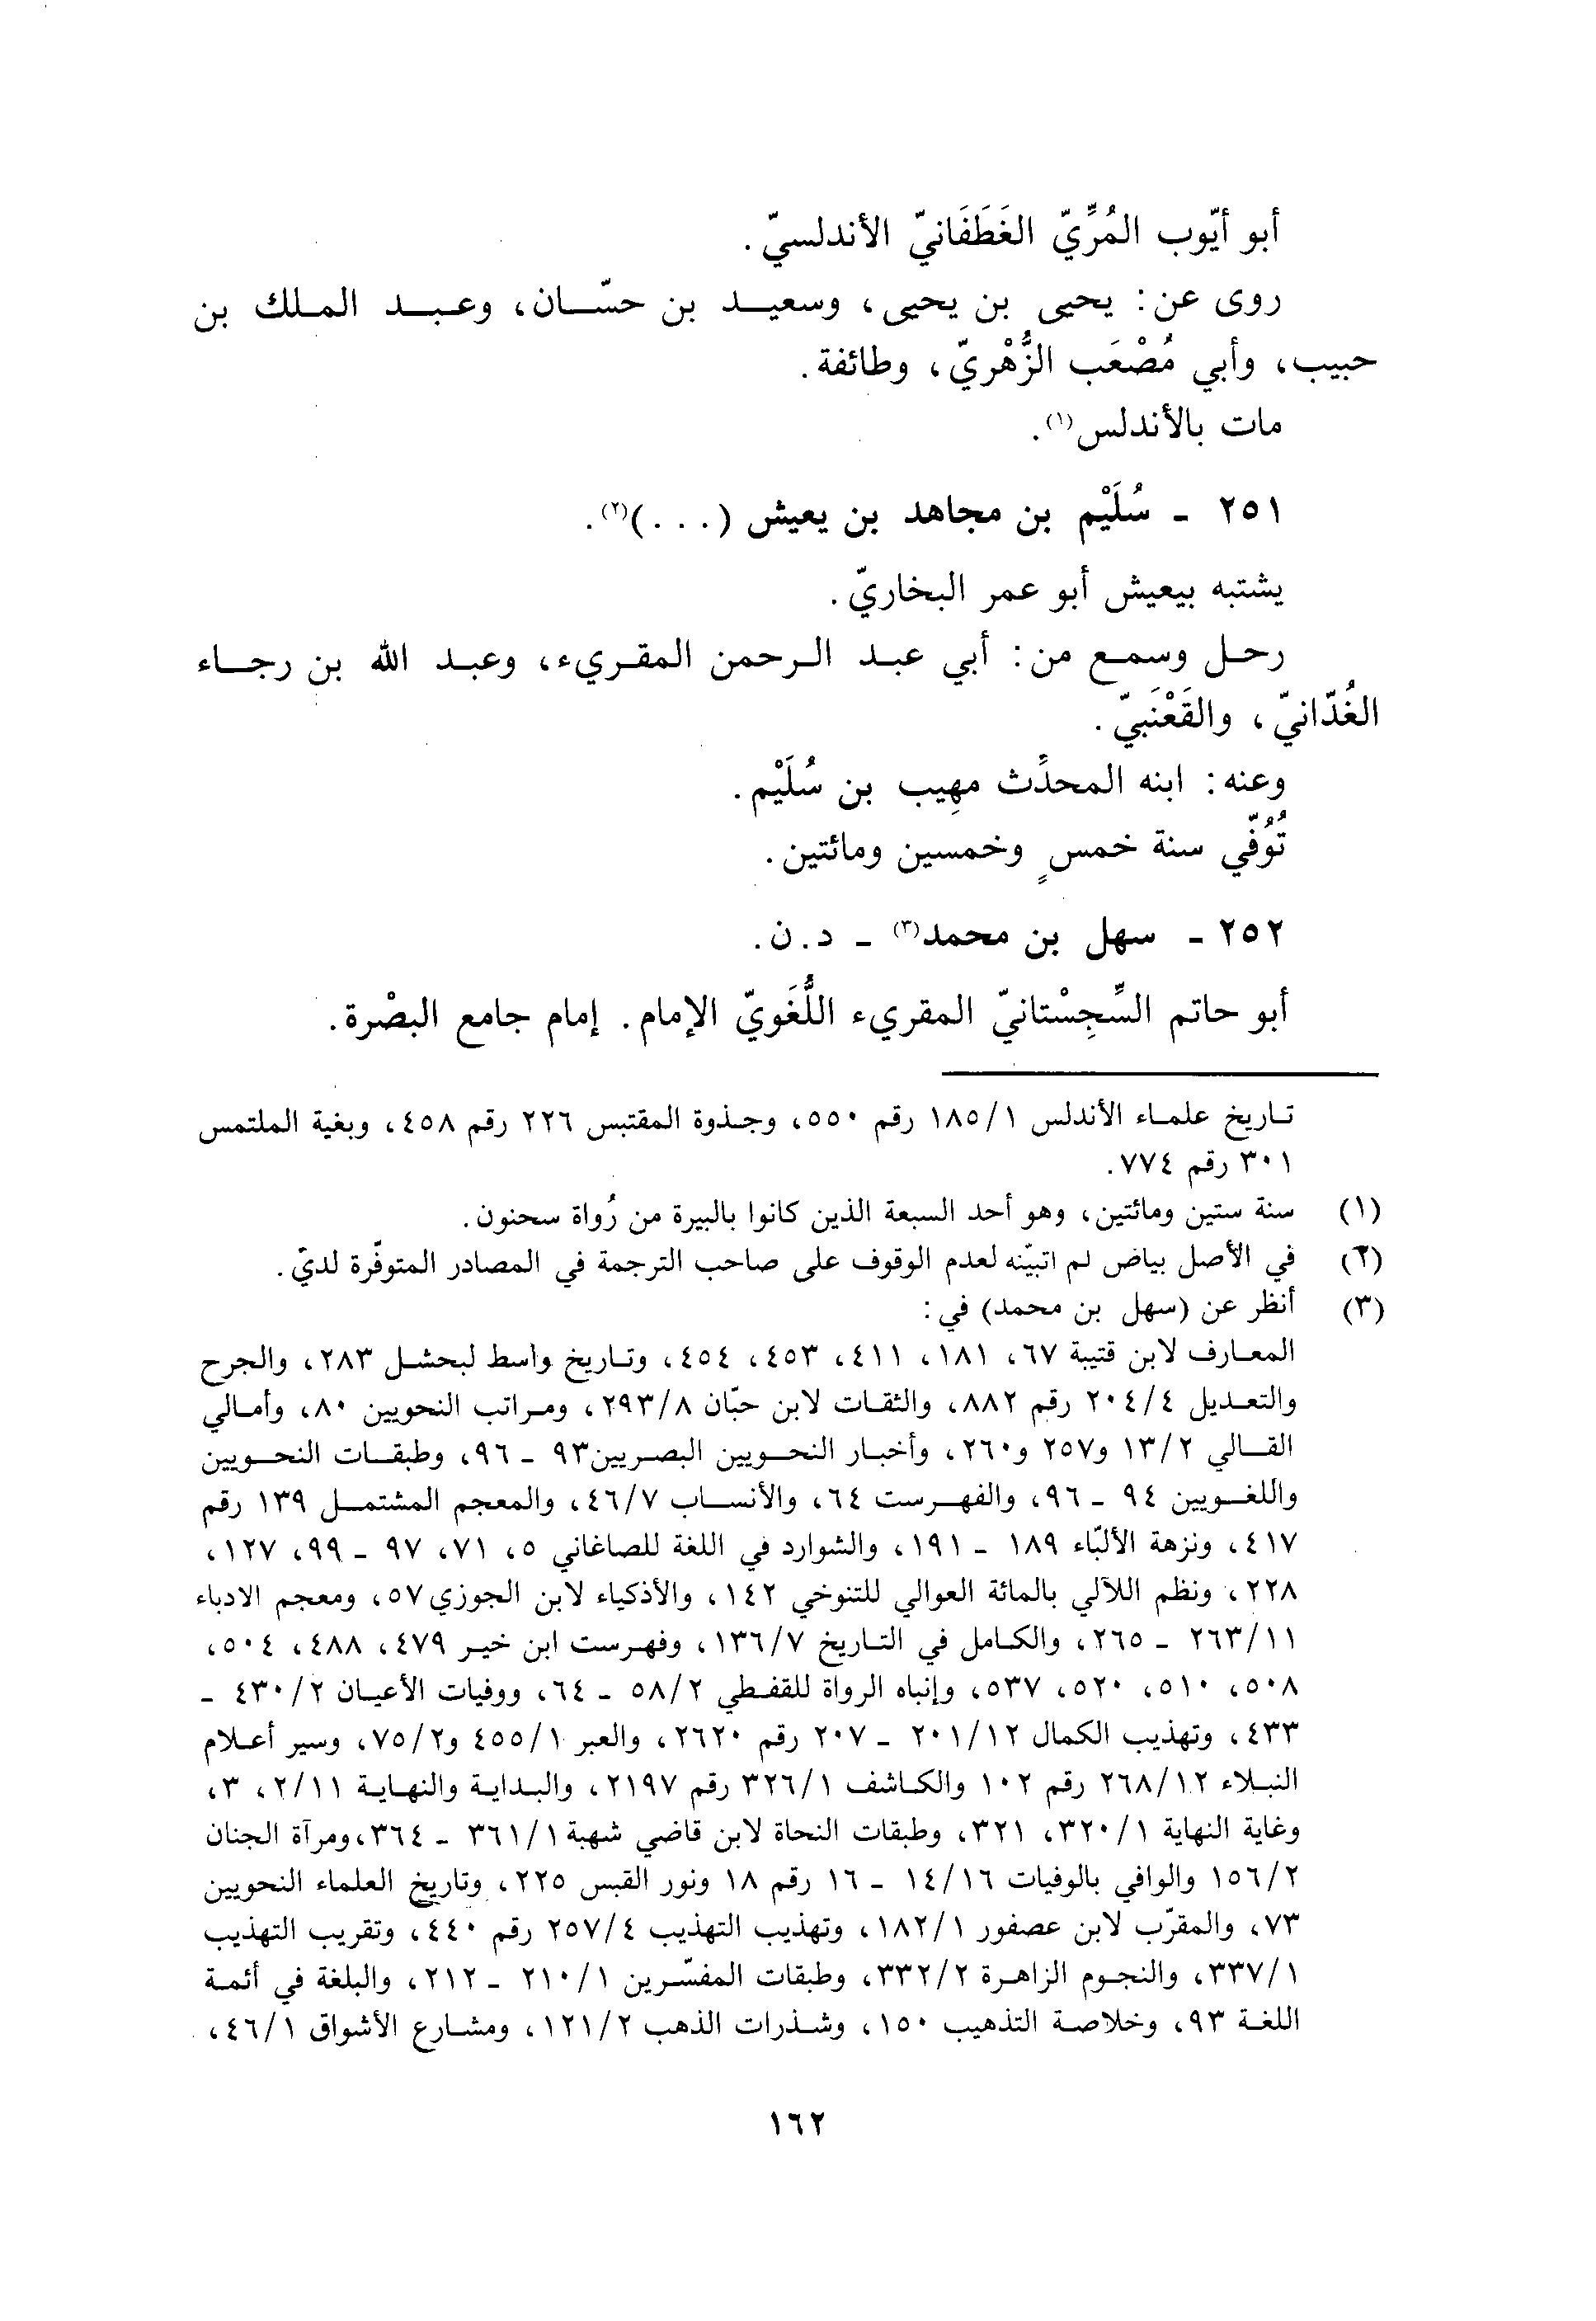 أبو أيّوب المُرِّيّ الغَطَفَانيّ الأندلسيّ.
روى عن: يحيى بن يحيى، وسعيد بن حسّان، وعبد الملك بن
حبيب، وأبي مُصْعَب الزُّهْريّ، وطائفة.
مات بالأندلس(١).
٢٥١ - سُلَيْم بن مجاهد بن يعيش (...)(٢).
يشتبه بيعيش أبو عمر البخاريّ.
رحل وسمع من: أبي عبد الرحمن المقريء، وعبد الله بن رجاء
الغُدّانيّ، والقَعْنَبيّ.
وعنه: ابنه المحدِّث مهِيب بن سُلَيْم.
تُوُفّي سنة خمسٍ وخمسين ومائتين.
٢٥٢ - سهل بن محمد(٣) - د.ن.
أبو حاتم السِّجِسْتانيّ المقريء اللُّغَويّ الإمام. إمام جامع البصْرة.
تاريخ علماء الأندلس ١/١٨٥ رقم ٥٥٠، وجذوة المقتبس ٢٢٦ رقم ٤٥٨، وبغية الملتمس
٣٠١ رقم ٧٧٤.
(١) سنة ستين ومائتين، وهو أحد السبعة الذين كانوا بالبيرة من رُواة سحنون.
(٢) في الأصل بياض لم اتبيّنه لعدم الوقوف على صاحب الترجمة في المصادر المتوفّرة لديّ.
(٣) أنظر عن (سهل بن محمد) في:
المعارف لابن قتيبة ٦٧، ١٨١، ٤١١، ٤٥٣، ٤٥٤، وتاريخ واسط لبحشل ٢٨٣، والجرح
والتعديل ٤/٢٠٤ رقم ٨٨٢، والثقات لابن حبّان ٨/٢٩٣، ومراتب النحويين ٨٠، وأمالي
القالي ٢/١٣ و٢٥٧ و٢٦٠، وأخبار النحويين البصريين٩٣ - ٩٦، وطبقات النحويين
واللغويين ٩٤ - ٩٦، والفهرست ٦٤، والأنساب ٧/٤٦، والمعجم المشتمل ١٣٩ رقم
٤١٧، ونزهة الألبّاء ١٨٩ - ١٩١، والشوارد في اللغة للصاغاني ٥، ٧١، ٩٧ - ٩٩، ١٢٧،
٢٢٨، ونظم اللآلي بالمائة العوالي للتنوخي ١٤٢، والأذكياء لابن الجوزي٥٧، ومعجم الادباء
١١/٢٦٣ - ٢٦٥، والكامل في التاريخ ٧/١٣٦، وفهرست ابن خير ٤٧٩، ٤٨٨، ٥٠٤،
٥٠٨، ٥١٠، ٥٢٠، ٥٣٧، وإنباه الرواة للقفطي ٢/٥٨ - ٦٤، ووفيات الأعيان ٢/٤٣٠ -
٤٣٣، وتهذيب الكمال ١٢/٢٠١ - ٢٠٧ رقم ٢٦٢٠، والعبر ١/٤٥٥ و٢/٧٥، وسير أعلام
النبلاء ١٢/٢٦٨ رقم ١٠٢ والكاشف ١/٣٢٦ رقم ٢١٩٧، والبداية والنهاية ١١/٢، ٣،
وغاية النهاية ١/٣٢٠، ٣٢١، وطبقات النحاة لابن قاضي شهبة ١/٣٦١ - ٣٦٤،ومرآة الجنان
٢/١٥٦ والوافي بالوفيات ١٦/١٤ - ١٦ رقم ١٨ ونور القبس ٢٢٥، وتاريخ العلماء النحويين
٧٣، والمقرّب لابن عصفور ١/١٨٢، وتهذيب التهذيب ٤/٢٥٧ رقم ٤٤٠، وتقريب التهذيب
١/٣٣٧، والنجوم الزاهرة ٢/٣٣٢، وطبقات المفسّرين ١/٢١٠ - ٢١٢، والبلغة في أئمة
اللغة ٩٣، وخلاصة التذهيب ١٥٠، وشذرات الذهب ٢/١٢١، ومشارع الأشواق ١/٤٦،
١٦٢